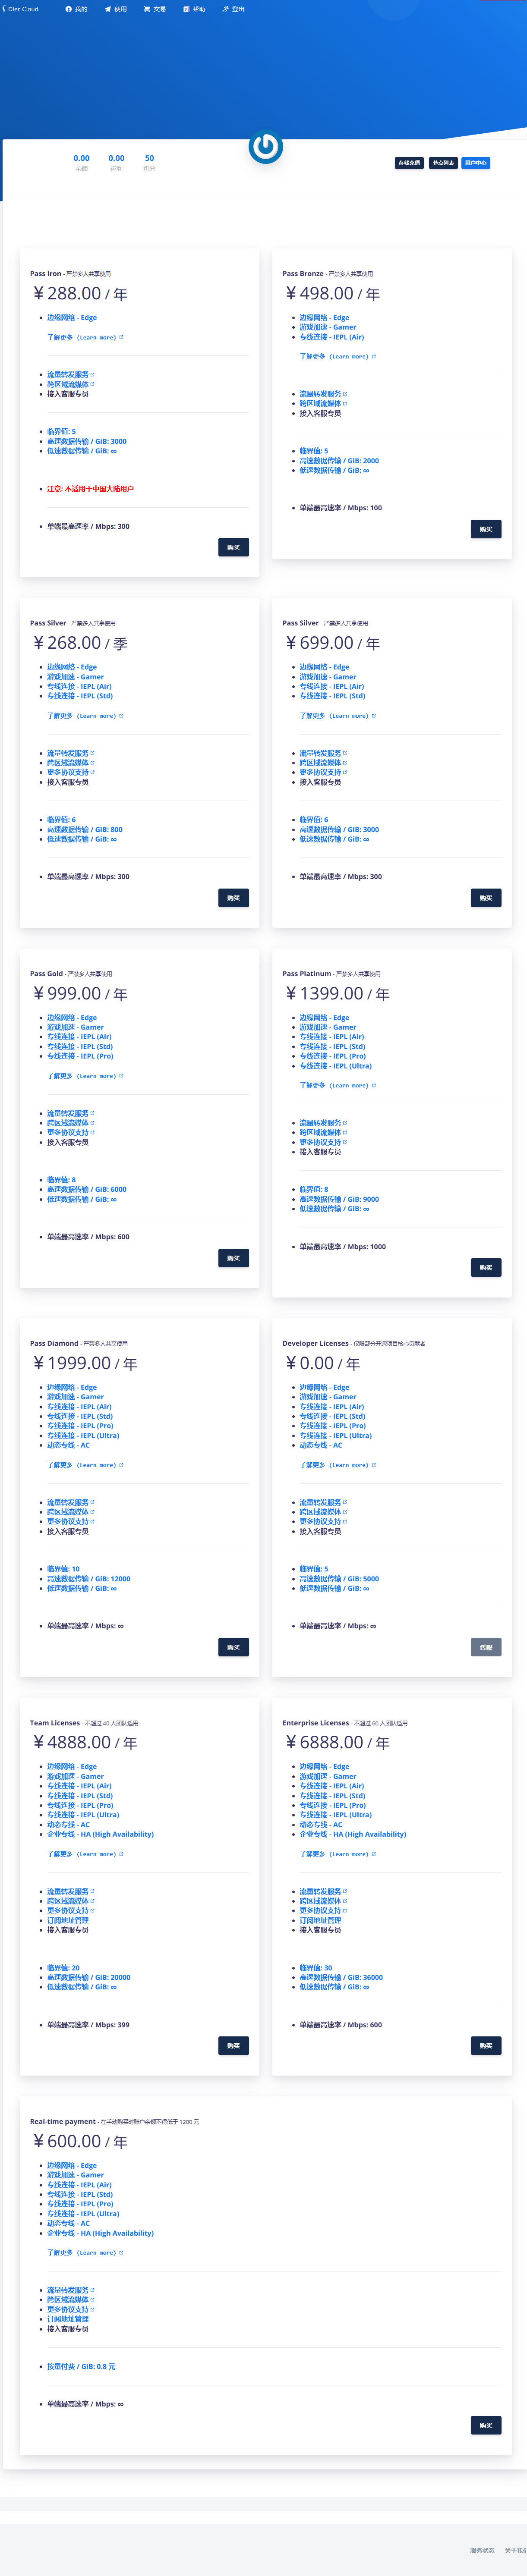 Dler Cloud
我的
使用
交易
帮助
登出
0.00
余额
0.00
返利
50
积分
在线充值
节点列表
用户中心
Pass Iron - 严禁多人共享使用
¥ 288.00 / 年
边缘网络 - Edge
了解更多 (Learn more)
流量转发服务
跨区域流媒体
接入客服专员
临界值: 5
高速数据传输 / GiB: 3000
低速数据传输 / GiB: ∞
注意: 不适用于中国大陆用户
单端最高速率 / Mbps: 300
购买
Pass Bronze - 严禁多人共享使用
¥ 498.00 / 年
边缘网络 - Edge
游戏加速 - Gamer
专线连接 - IEPL (Air)
了解更多 (Learn more)
流量转发服务
跨区域流媒体
接入客服专员
临界值: 5
高速数据传输 / GiB: 2000
低速数据传输 / GiB: ∞
单端最高速率 / Mbps: 100
购买
Pass Silver - 严禁多人共享使用
¥ 268.00 / 季
边缘网络 - Edge
游戏加速 - Gamer
专线连接 - IEPL (Air)
专线连接 - IEPL (Std)
了解更多 (Learn more)
流量转发服务
跨区域流媒体
更多协议支持
接入客服专员
临界值: 6
高速数据传输 / GiB: 800
低速数据传输 / GiB: ∞
单端最高速率 / Mbps: 300
购买
Pass Silver - 严禁多人共享使用
¥ 699.00 / 年
边缘网络 - Edge
游戏加速 - Gamer
专线连接 - IEPL (Air)
专线连接 - IEPL (Std)
了解更多 (Learn more)
流量转发服务
跨区域流媒体
更多协议支持
接入客服专员
临界值: 6
高速数据传输 / GiB: 3000
低速数据传输 / GiB: ∞
单端最高速率 / Mbps: 300
购买
Pass Gold - 严禁多人共享使用
¥ 999.00 / 年
边缘网络 - Edge
游戏加速 - Gamer
专线连接 - IEPL (Air)
专线连接 - IEPL (Std)
专线连接 - IEPL (Pro)
了解更多 (Learn more)
流量转发服务
跨区域流媒体
更多协议支持
接入客服专员
临界值: 8
高速数据传输 / GiB: 6000
低速数据传输 / GiB: ∞
单端最高速率 / Mbps: 600
购买
Pass Platinum - 严禁多人共享使用
¥ 1399.00 / 年
边缘网络 - Edge
游戏加速 - Gamer
专线连接 - IEPL (Air)
专线连接 - IEPL (Std)
专线连接 - IEPL (Pro)
专线连接 - IEPL (Ultra)
了解更多 (Learn more)
流量转发服务
跨区域流媒体
更多协议支持
接入客服专员
临界值: 8
高速数据传输 / GiB: 9000
低速数据传输 / GiB: ∞
单端最高速率 / Mbps: 1000
购买
Pass Diamond - 严禁多人共享使用
¥ 1999.00 / 年
边缘网络 - Edge
游戏加速 - Gamer
专线连接 - IEPL (Air)
专线连接 - IEPL (Std)
专线连接 - IEPL (Pro)
专线连接 - IEPL (Ultra)
动态专线 - AC
了解更多 (Learn more)
流量转发服务
跨区域流媒体
更多协议支持
接入客服专员
临界值: 10
高速数据传输 / GiB: 12000
低速数据传输 / GiB: ∞
单端最高速率 / Mbps: ∞
购买
Developer Licenses - 仅限部分开源项目核心贡献者
¥ 0.00 / 年
边缘网络 - Edge
游戏加速 - Gamer
专线连接 - IEPL (Air)
专线连接 - IEPL (Std)
专线连接 - IEPL (Pro)
专线连接 - IEPL (Ultra)
动态专线 - AC
了解更多 (Learn more)
流量转发服务
跨区域流媒体
更多协议支持
接入客服专员
临界值: 5
高速数据传输 / GiB: 5000
低速数据传输 / GiB: ∞
单端最高速率 / Mbps: ∞
售罄
Team Licenses - 不超过 40 人团队适用
¥ 4888.00 / 年
边缘网络 - Edge
游戏加速 - Gamer
专线连接 - IEPL (Air)
专线连接 - IEPL (Std)
专线连接 - IEPL (Pro)
专线连接 - IEPL (Ultra)
动态专线 - AC
企业专线 - HA (High Availability)
了解更多 (Learn more)
流量转发服务
跨区域流媒体
更多协议支持
订阅地址管理
接入客服专员
临界值: 20
高速数据传输 / GiB: 20000
低速数据传输 / GiB: ∞
单端最高速率 / Mbps: 399
购买
Enterprise Licenses - 不超过 60 人团队适用
¥ 6888.00 / 年
边缘网络 - Edge
游戏加速 - Gamer
专线连接 - IEPL (Air)
专线连接 - IEPL (Std)
专线连接 - IEPL (Pro)
专线连接 - IEPL (Ultra)
动态专线 - AC
企业专线 - HA (High Availability)
了解更多 (Learn more)
流量转发服务
跨区域流媒体
更多协议支持
订阅地址管理
接入客服专员
临界值: 30
高速数据传输 / GiB: 36000
低速数据传输 / GiB: ∞
单端最高速率 / Mbps: 600
购买
Real-time payment - 在手动购买时账户余额不得低于 1200 元
¥ 600.00 / 年
边缘网络 - Edge
游戏加速 - Gamer
专线连接 - IEPL (Air)
专线连接 - IEPL (Std)
专线连接 - IEPL (Pro)
专线连接 - IEPL (Ultra)
动态专线 - AC
企业专线 - HA (High Availability)
了解更多 (Learn more)
流量转发服务
跨区域流媒体
更多协议支持
订阅地址管理
接入客服专员
按量付费 / GiB: 0.8 元
单端最高速率 / Mbps: ∞
购买
服务状态
关于我们